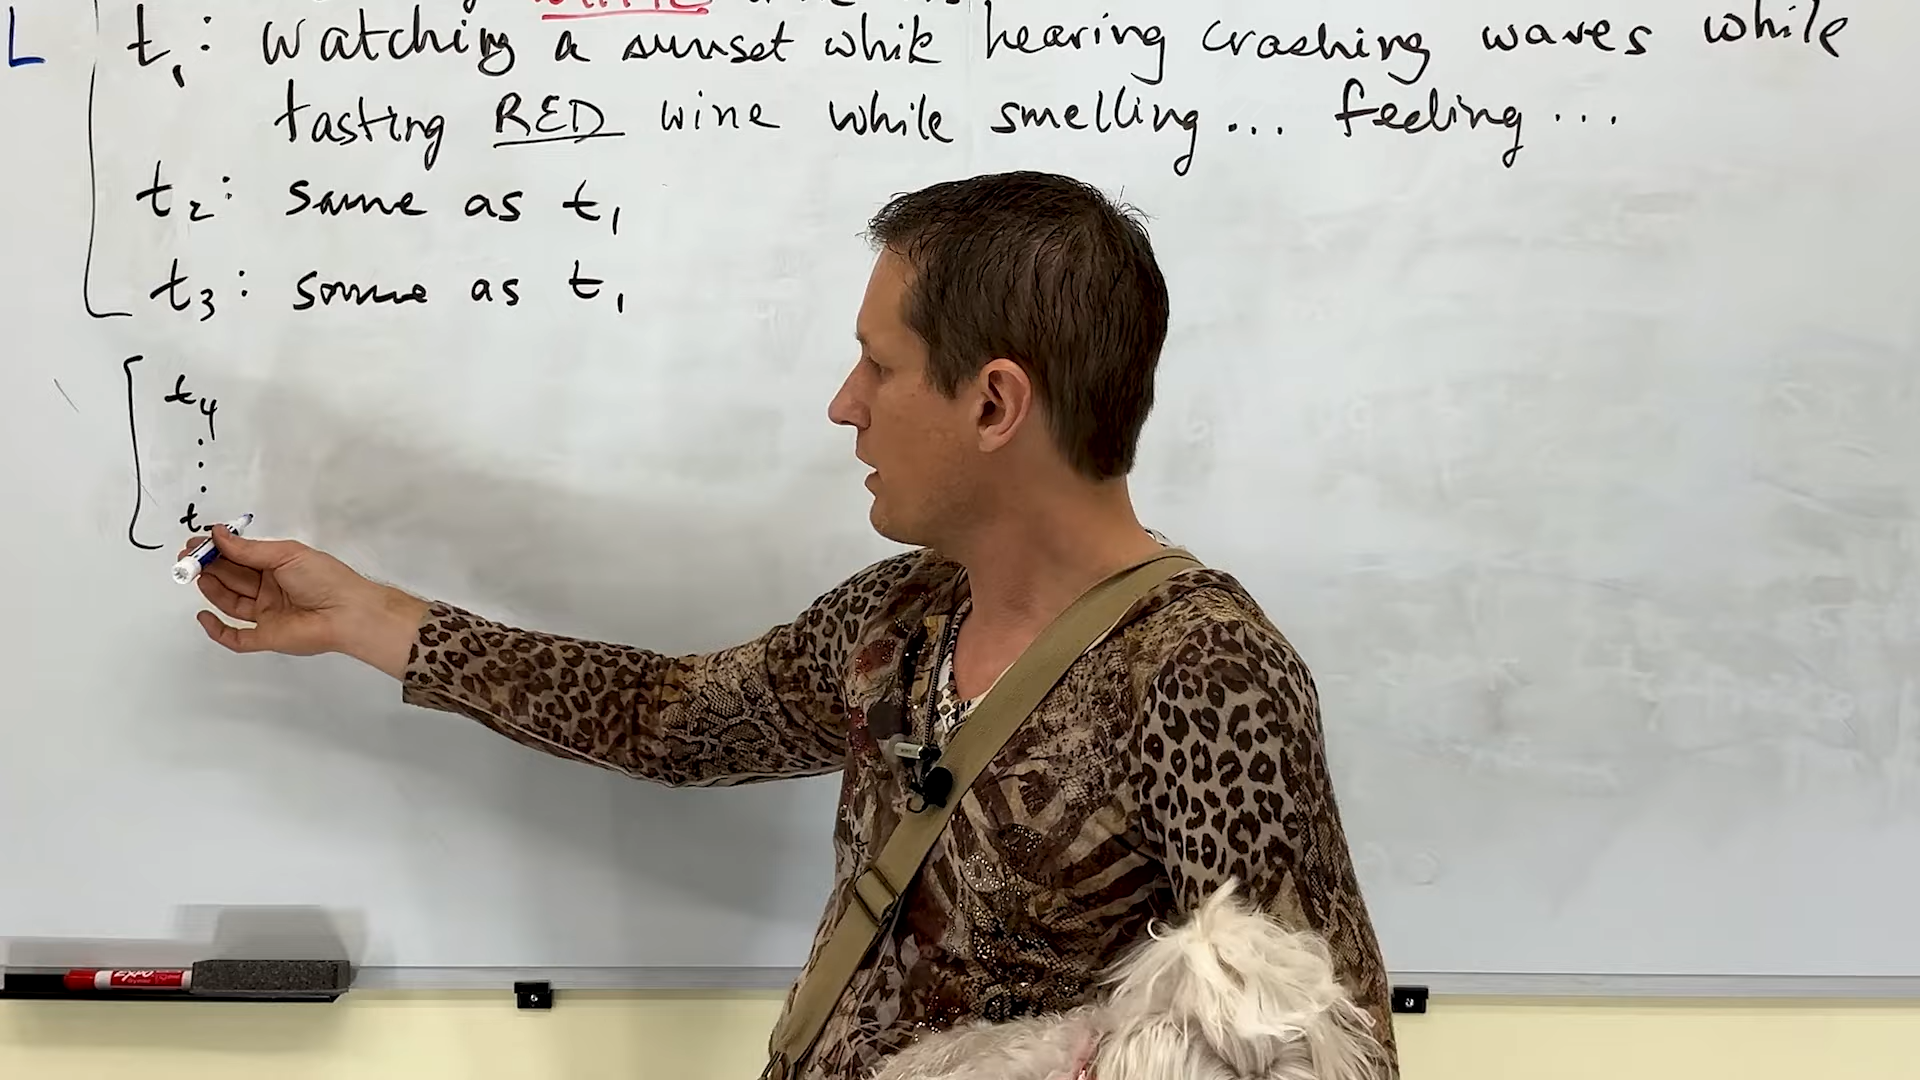 L t1: Watching a sunset while hearing crashing waves while
tasting RED wine while smelling... feeling...
t2: same as t1
t3: same as t1
t4
t
EXPO